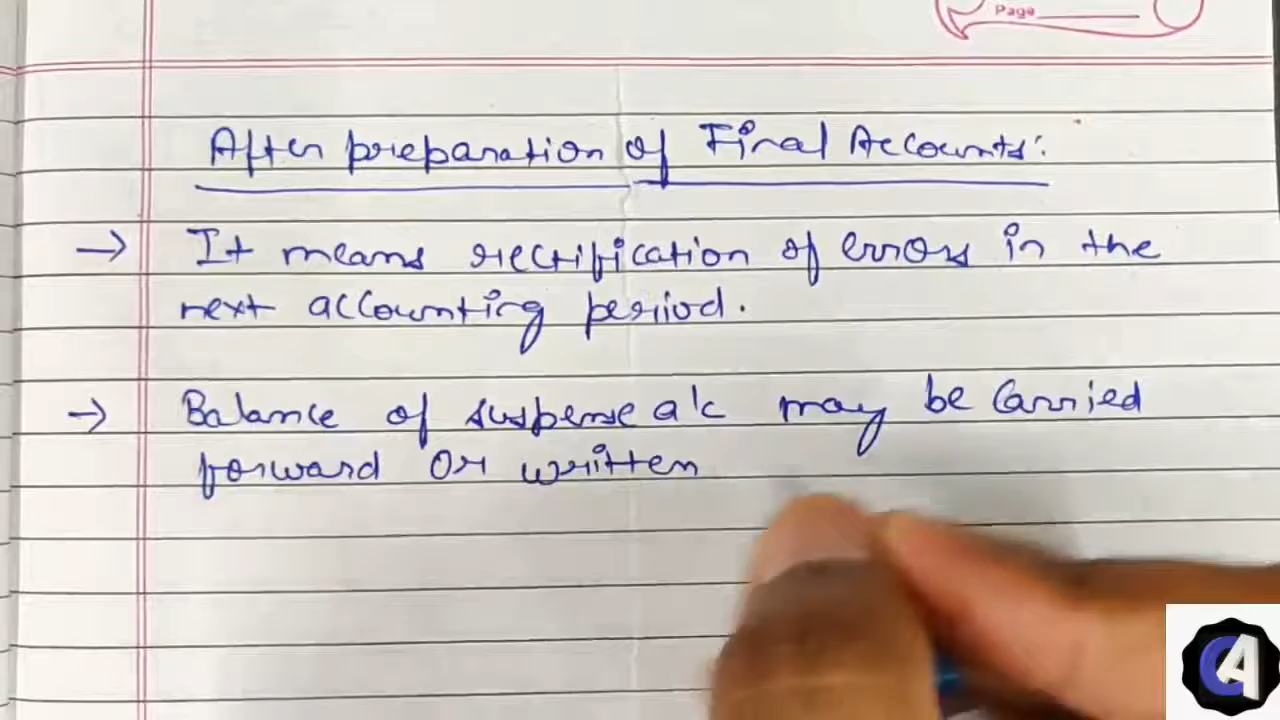 Page
After preparation of Final Accounts:
→ It means rectification of errors in the
next accounting period.
→ Balance of suspense a/c may be Carried
forward or written
CA